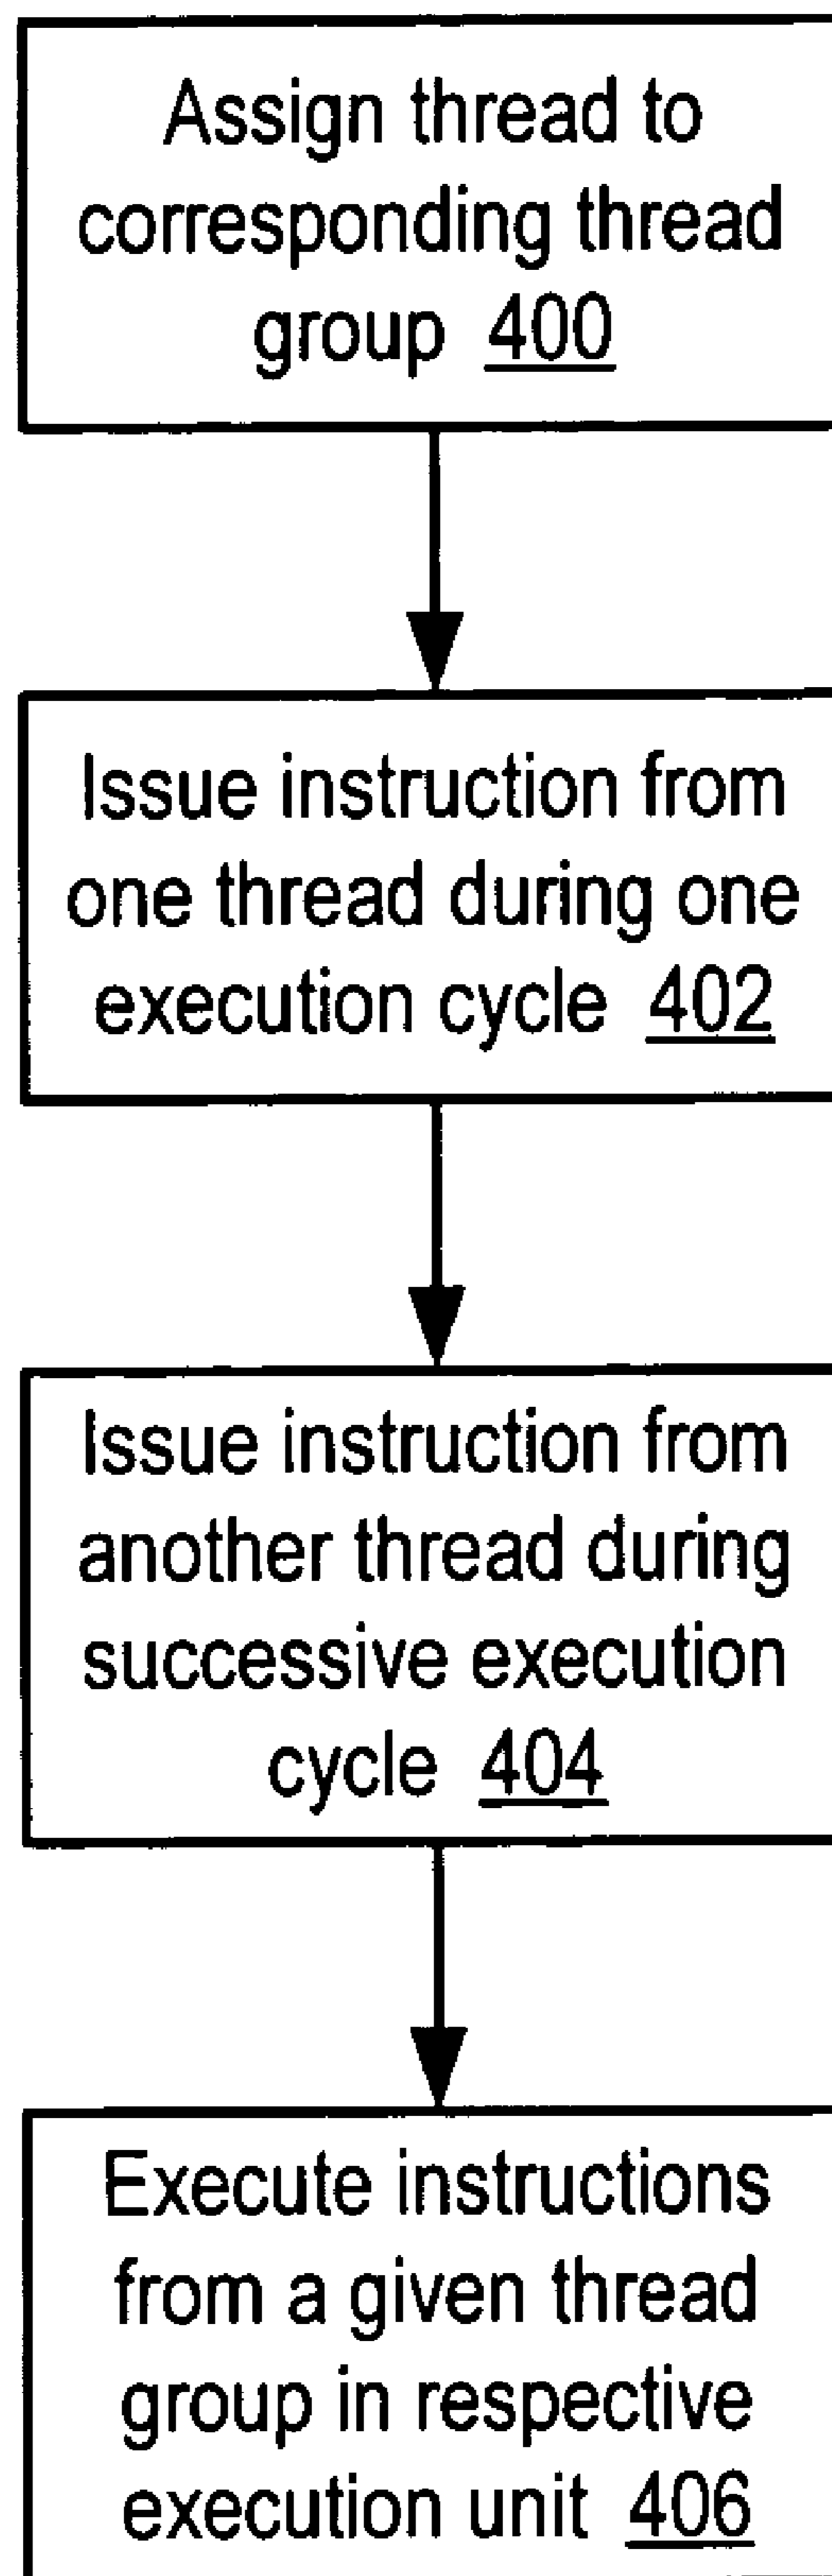 Assign thread to
corresponding thread
group 400
Issue instruction from
one thread during one
execution cycle 402
Issue instruction from
another thread during
successive execution
cycle 404
Execute instructions
from a given thread
group in respective
execution unit 406